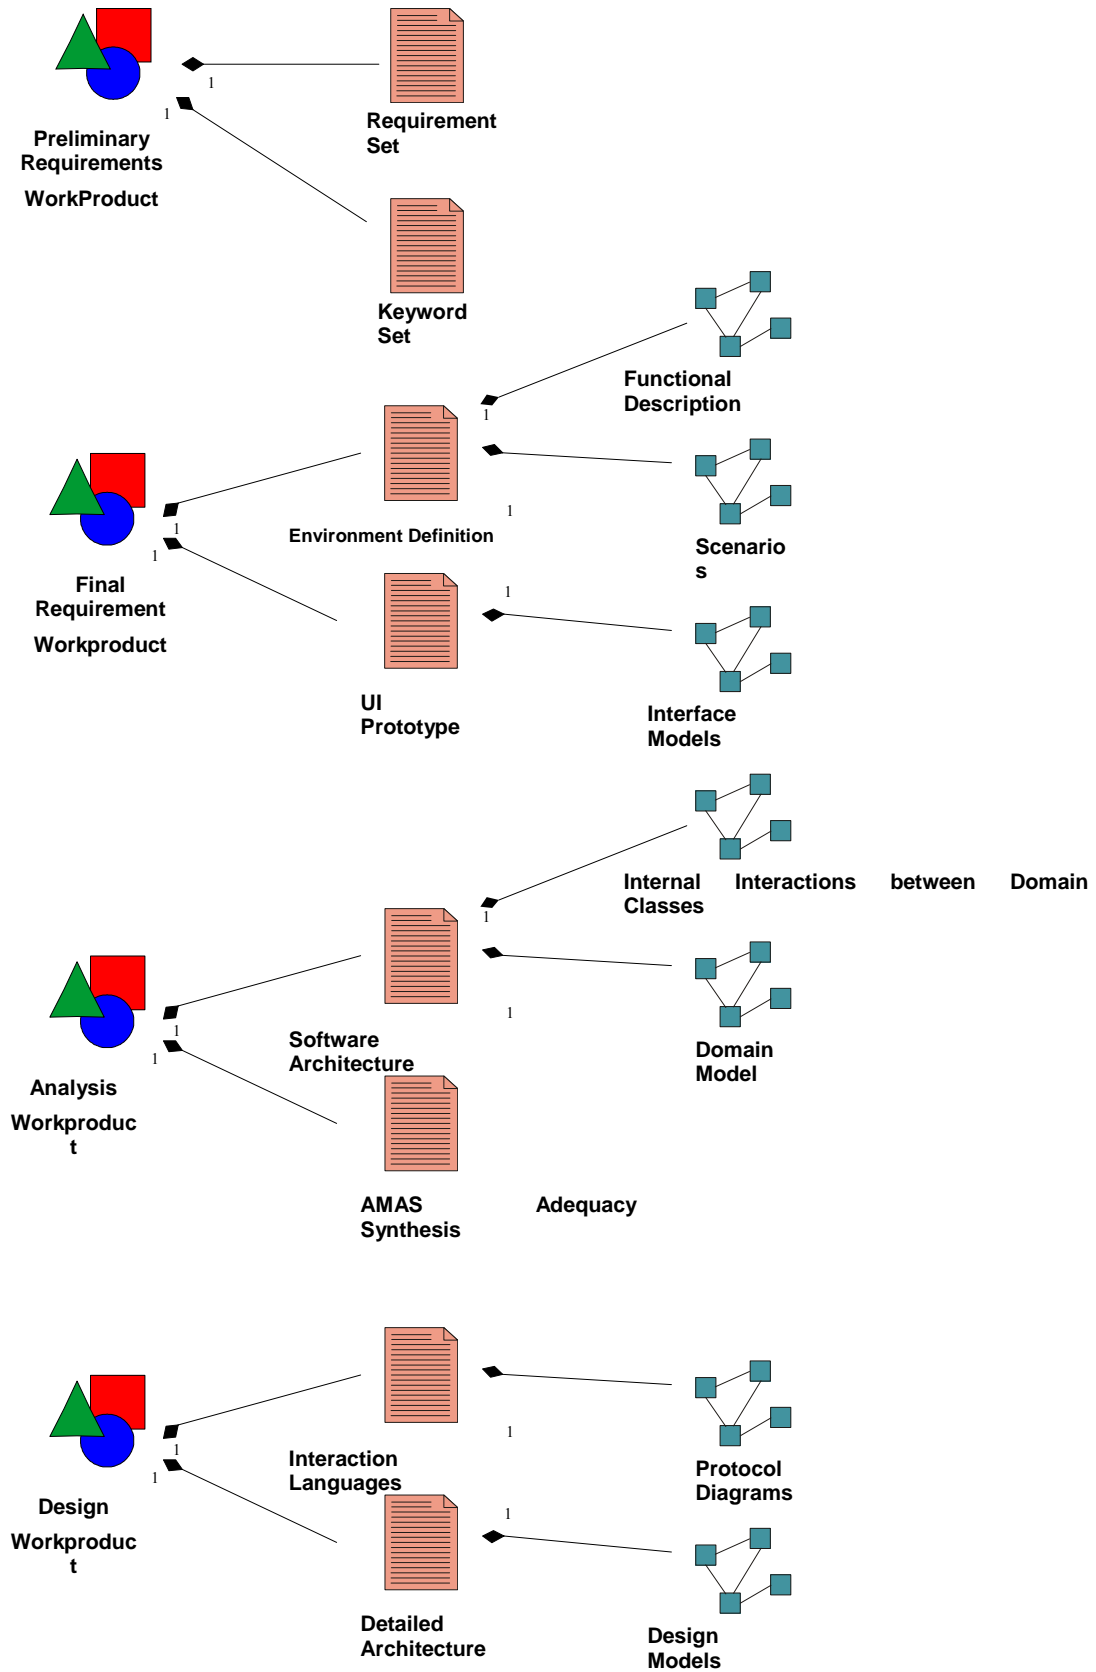 1
1
Requirement
Set
Preliminary
Requirements
WorkProduct
Keyword
Set
Functional
Description
1
1
Environment Definition
Scenario
s
1
1
Final
Requirement
Workproduct
1
UI
Prototype
Interface
Models
Internal Interactions between Domain
Classes
1
1
Software
Architecture
Domain
Model
1
1
Analysis
Workproduc
t
AMAS Adequacy
Synthesis
1
Interaction
Languages
Protocol
Diagrams
1
1
Design
Workproduc
t
1
Detailed
Architecture
Design
Models